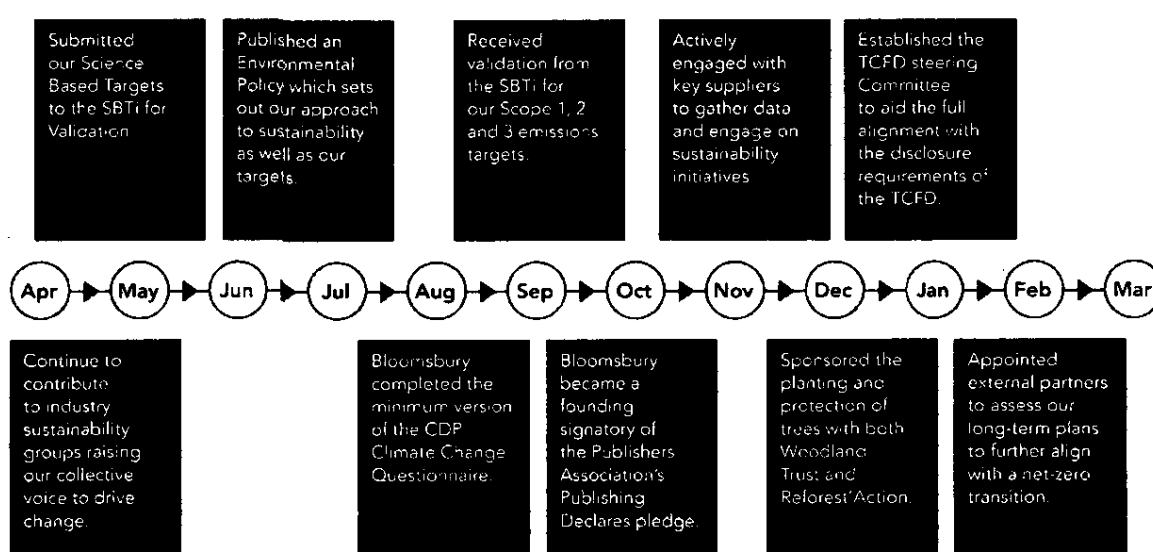 Submitted
our Science
Based Targets
to the SBTi for
Validation
Published an
Environmental
Policy which sets
out our approach
to sustainability
as well as our
targets.
Received
validation from
the SBTi for
our Scope 1, 2
and 3 emissions
targets.
Actively
engaged with
key suppliers
to gather data
and engage on
sustainability
initiatives
Established the
TCFD steering
Committee
to aid the full
alignment with
the disclosure
requirements of
the TCFD.
Apr May Jun Jul Aug Sep Oct Nov Dec Jan Feb Mar
Continue to
contribute
to industry
sustainability
groups raising
our collective
voice to drive
change.
Bloomsbury
completed the
minimum version
of the CDP
Climate Change
Questionnaire.
Bloomsbury
became a
founding
signatory of
the Publishers
Association's
Publishing
Declares pledge.
Sponsored the
planting and
protection of
trees with both
Woodland
Trust and
Reforest'Action.
Appointed
external partners
to assess our
long-term plans
to further align
with a net-zero
transition.